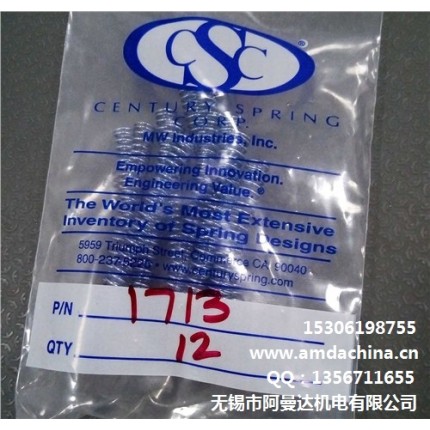 CSC®
CENTURY SPRING
CORP.
MW Industries, Inc.
Empowering Innovation.
Engineering Value.®
The World's Most Extensive
Inventory of Spring Designs
5959 Triumph Street, Commerce CA 90040
800-237-5225 • www.centuryspring.com
P/N 1713
QTY. 12
15306198755
www.amdachina.cn
QQ:1356711655
无锡市阿曼达机电有限公司